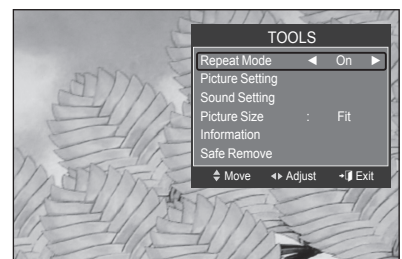 TOOLS
Repeat Mode ◄ On ►
Picture Setting
Sound Setting
Picture Size : Fit
Information
Safe Remove
Move Adjust Exit